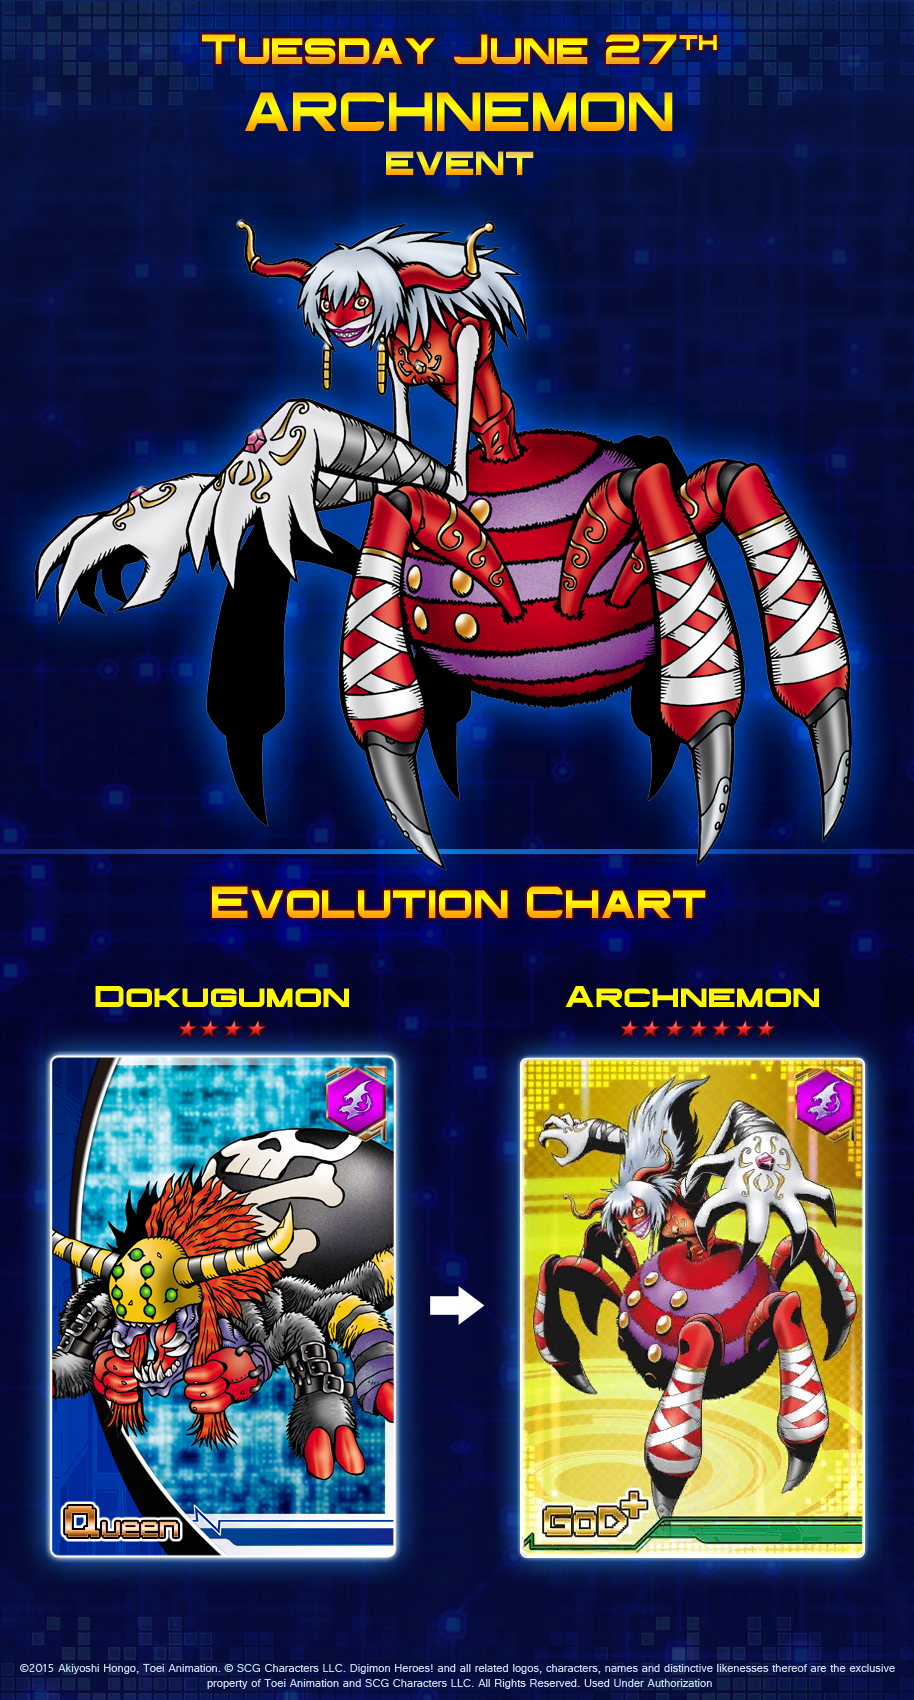 Tuesday June 27th
ARCHNEMON
EVENT
Evolution Chart
Dokugumon
Archnemon
Queen
GOD+
©2015 Akiyoshi Hongo, Toei Animation. © SCG Characters LLC. Digimon Heroes! and all related logos, characters, names and distinctive likenesses thereof are the exclusive
property of Toei Animation and SCG Characters LLC. All Rights Reserved. Used Under Authorization